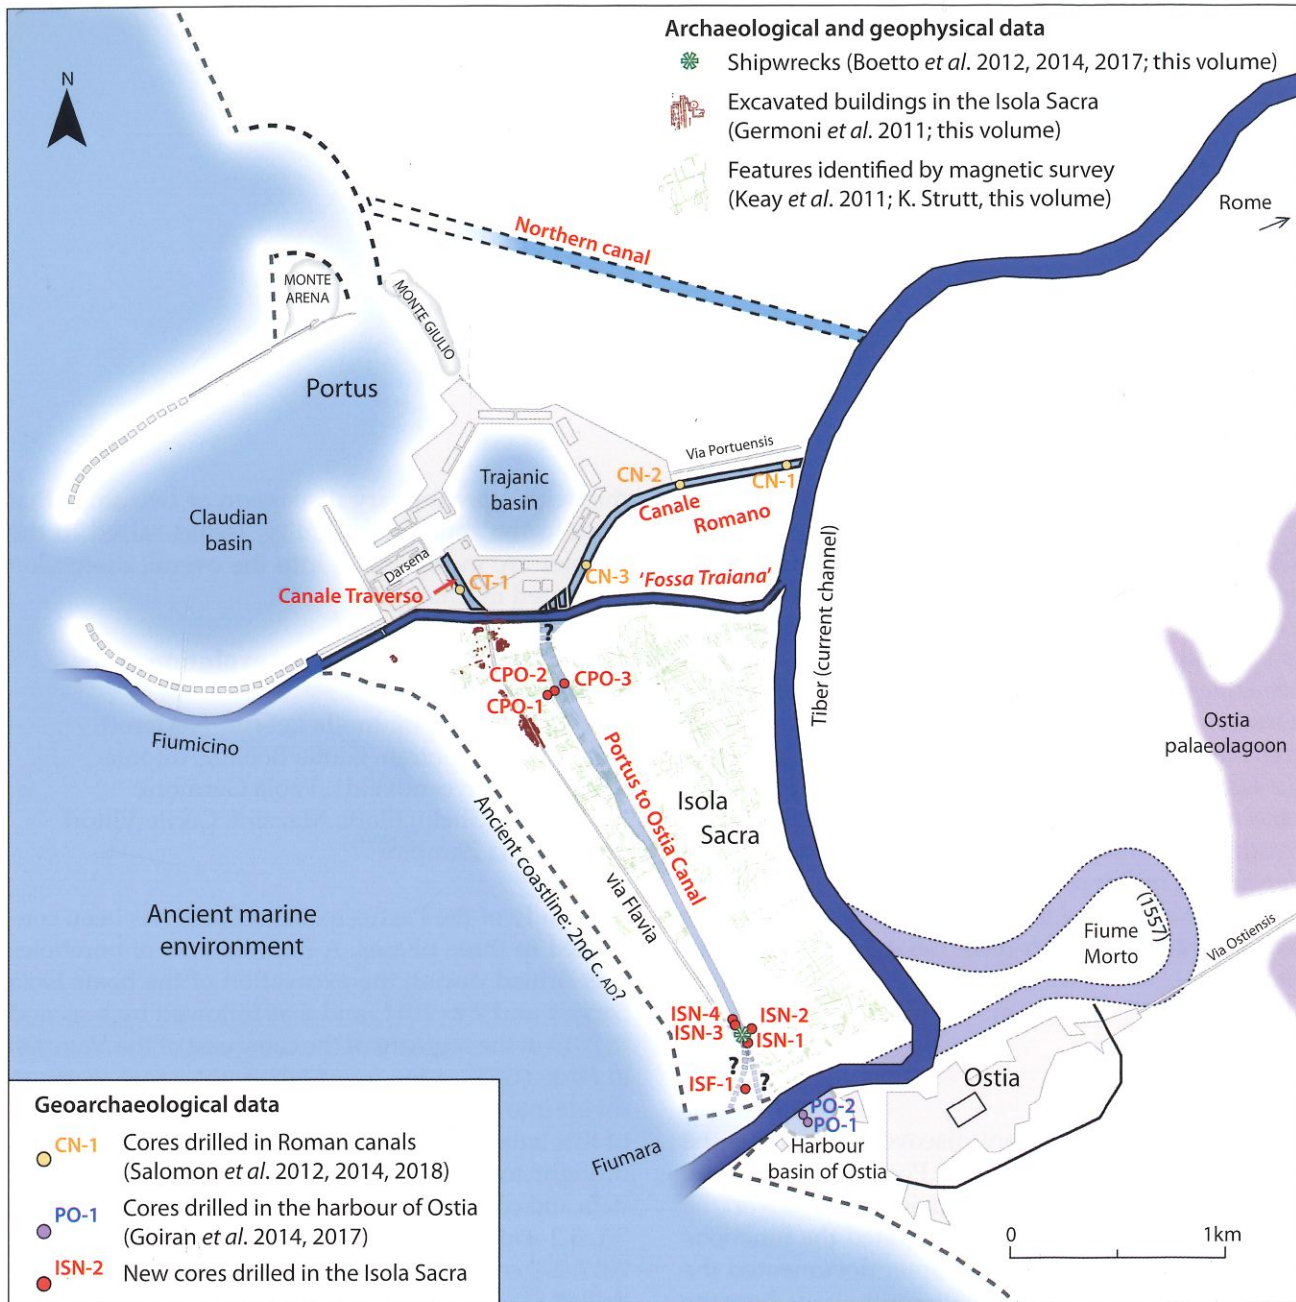 Archaeological and geophysical data
Shipwrecks (Boetto et al. 2012, 2014, 2017; this volume)
Excavated buildings in the Isola Sacra
(Germoni et al. 2011; this volume)
Features identified by magnetic survey
(Keay et al. 2011; K. Strutt, this volume)
N
Rome
Northern canal
MONTE
ARENA
MONTE GIULIO
Portus
Via Portuensis
Trajanic
basin
CN-2
CN-1
Canale
Romano
Claudian
basin
Darsena
CN-3
'Fossa Traiana'
CT-1
Canale Traverso
?
CPO-2
CPO-3
CPO-1
Tiber (current channel)
Fiumicino
Ostia
palaeolagoon
Portus to Ostia Canal
Isola
Sacra
Ancient coastline: 2nd c. AD?
via Flavia
Ancient marine
environment
(1557)
Fiume
Morto
Via Ostiensis
ISN-4
ISN-3
ISN-2
ISN-1
?
?
ISF-1
Ostia
PO-2
PO-1
Harbour
basin of Ostia
Fiumara
0
1km
Geoarchaeological data
CN-1
Cores drilled in Roman canals
(Salomon et al. 2012, 2014, 2018)
PO-1
Cores drilled in the harbour of Ostia
(Goiran et al. 2014, 2017)
ISN-2
New cores drilled in the Isola Sacra